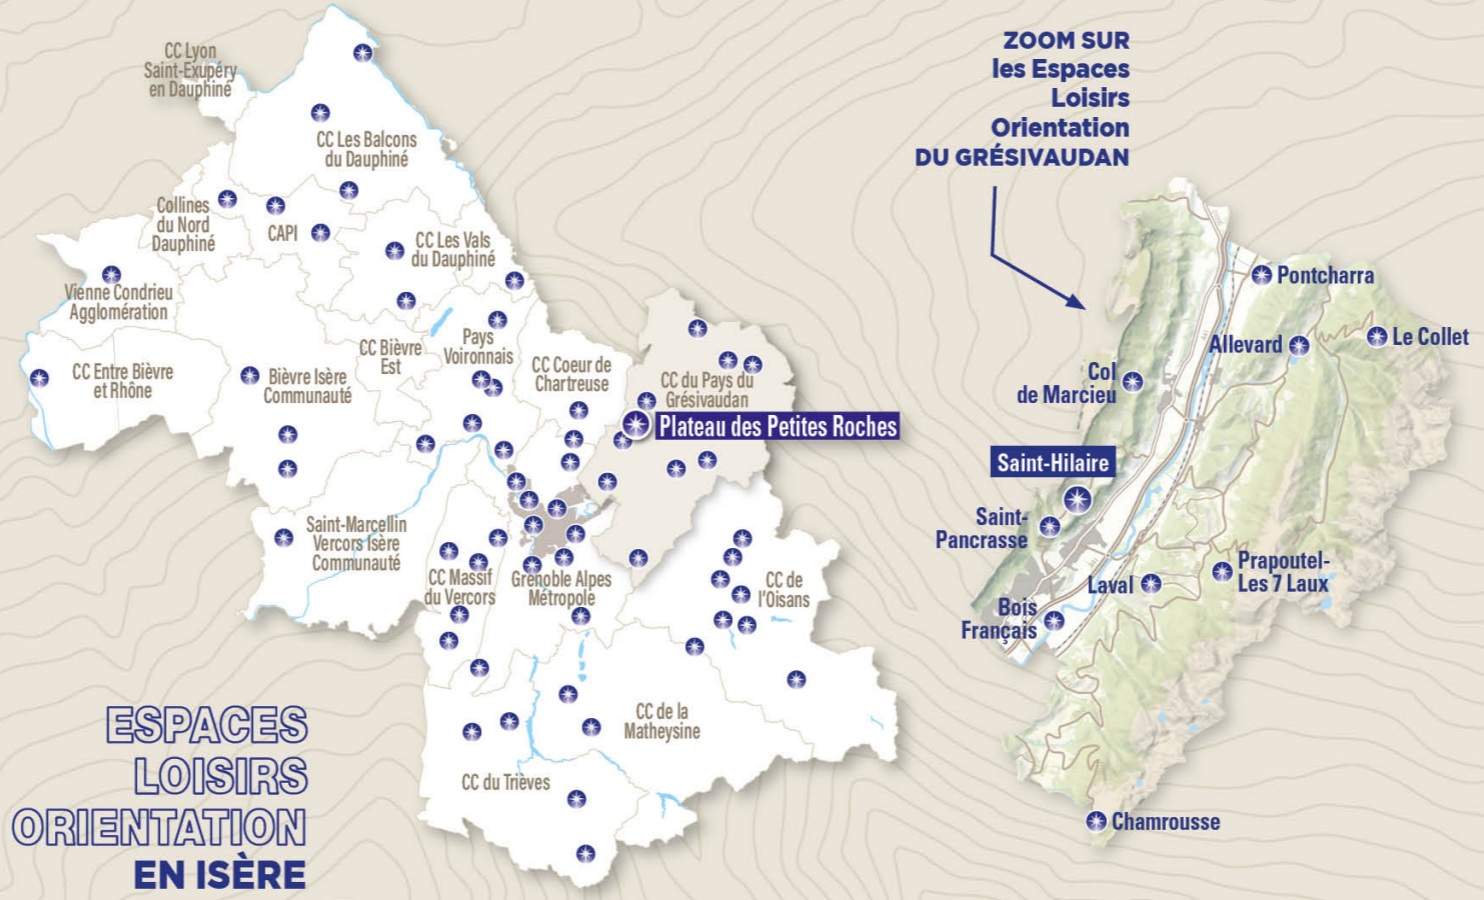 CC Lyon
Saint-Exupéry
en Dauphiné
CC Les Balcons
du Dauphiné
Collines
du Nord
Dauphiné
CAPI
CC Les Vals
du Dauphiné
Vienne Condrieu
Agglomération
CC Entre Bièvre
et Rhône
Bièvre Isère
Communauté
CC Bièvre
Est
Pays
Voironnais
CC Coeur de
Chartreuse
CC du Pays du
Grésivaudan
Plateau des Petites Roches
Saint-Marcellin
Vercors Isère
Communauté
CC Massif
du Vercors
Grenoble Alpes
Métropole
CC de
l'Oisans
CC de la
Matheysine
CC du Trièves
ESPACES
LOISIRS
ORIENTATION
EN ISÈRE
ZOOM SUR
les Espaces
Loisirs
Orientation
DU GRÉSIVAUDAN
Pontcharra
Allevard
Le Collet
Col
de Marcieu
Saint-Hilaire
Saint-
Pancrasse
Prapoutel-
Les 7 Laux
Laval
Bois
Français
Chamrousse